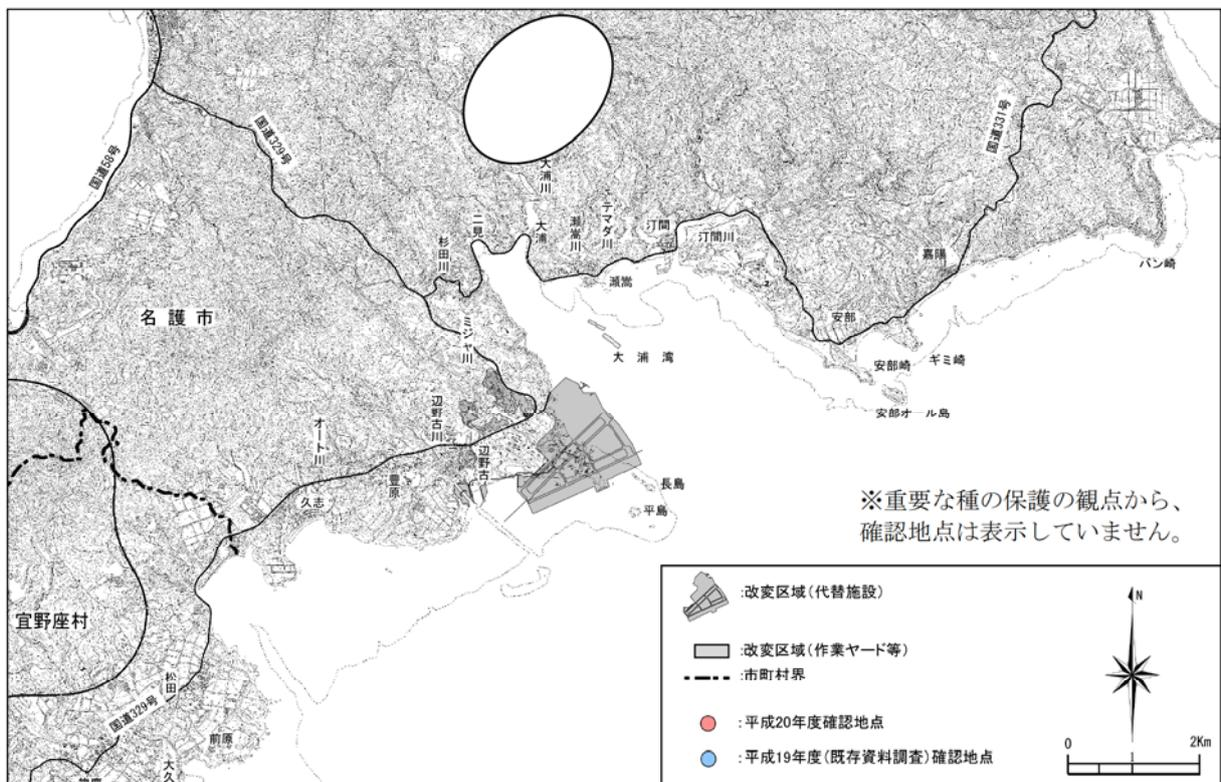 国道58号
国道329号
国道331号
大浦川
大浦
二見
杉田川
瀬嵩川
テマダ川
汀間
汀間川
瀬嵩
嘉陽
バン崎
安部
安部崎
ギミ崎
安部オール島
大浦湾
名護市
ミジャ川
辺野古川
辺野古
オート川
豊原
久志
長島
平島
宜野座村
松田
国道329号
前原
大久
※重要な種の保護の観点から、
確認地点は表示していません。
:改変区域(代替施設)
:改変区域(作業ヤード等)
:市町村界
:平成20年度確認地点
:平成19年度(既存資料調査)確認地点
N
0 2Km